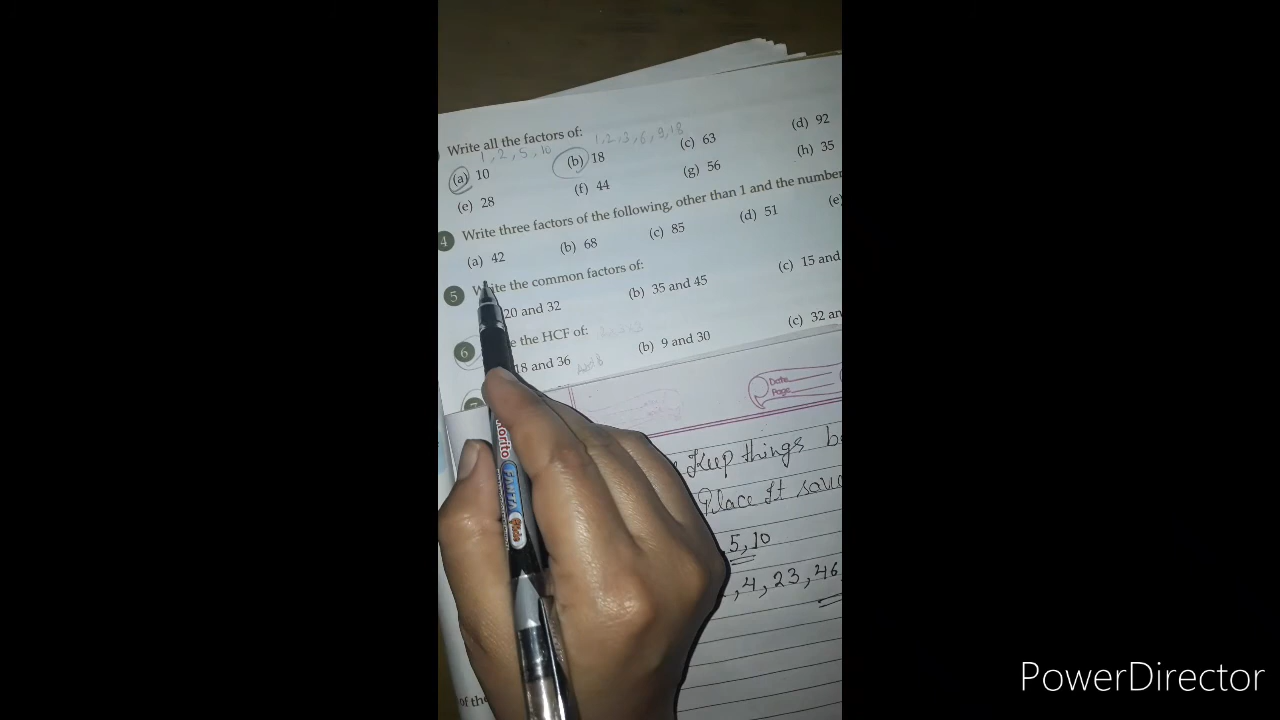 Write all the factors of:
1, 2, 5, 10
1, 2, 3, 6, 9, 18
(a) 10 (b) 18 (c) 63 (d) 92
(e) 28 (f) 44 (g) 56 (h) 35
4 Write three factors of the following, other than 1 and the number
(a) 42 (b) 68 (c) 85 (d) 51 (e)
5 Write the common factors of:
20 and 32 (b) 35 and 45 (c) 15 and
6 e the HCF of:
18 and 36 (b) 9 and 30 (c) 32 an
7
Date
Page
Keep things b
Place It
5, 10
, 4, 23, 46
of the
PowerDirector